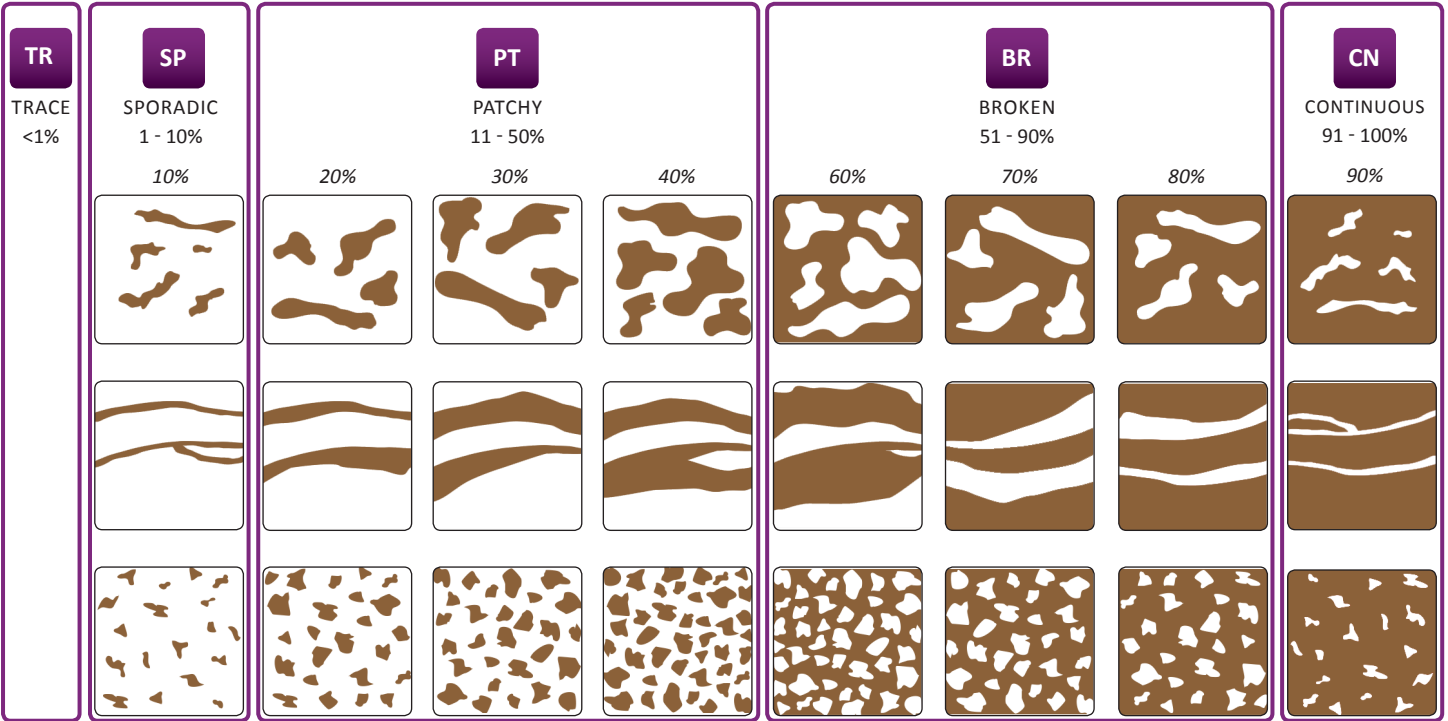 TR
TRACE
<1%
SP
SPORADIC
1 - 10%
10%
PT
PATCHY
11 - 50%
20%
30%
40%
BR
BROKEN
51 - 90%
60%
70%
80%
CN
CONTINUOUS
91 - 100%
90%